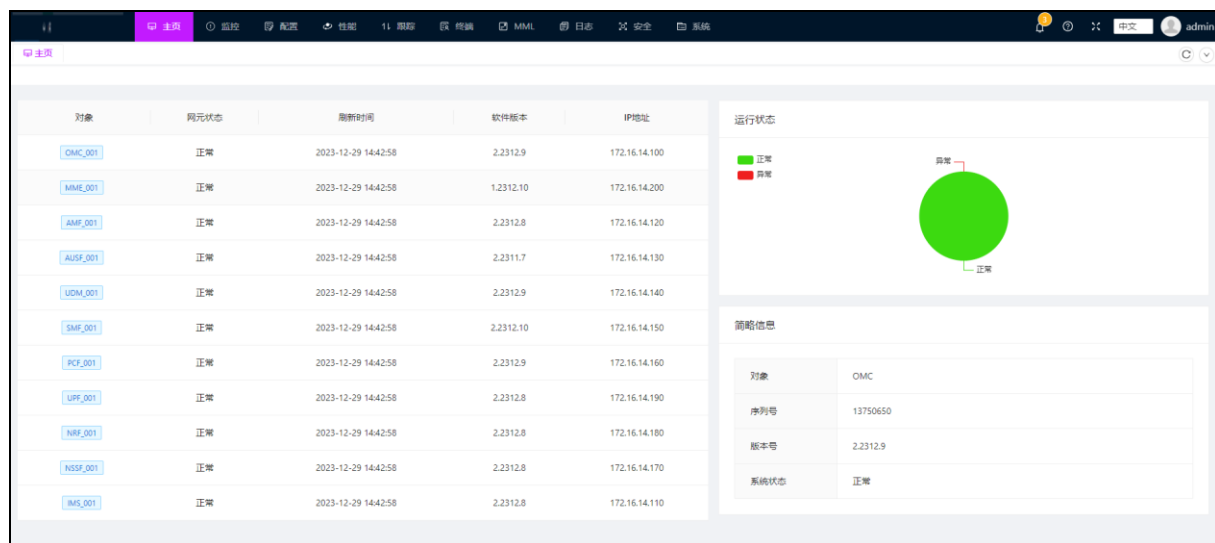 主页 监控 配置 性能 跟踪 终端 MML 日志 安全 系统 3 中文 admin
主页
对象 网元状态 刷新时间 软件版本 IP地址
OMC_001 正常 2023-12-29 14:42:58 2.2312.9 172.16.14.100
MME_001 正常 2023-12-29 14:42:58 1.2312.10 172.16.14.200
AMF_001 正常 2023-12-29 14:42:58 2.2312.8 172.16.14.120
AUSF_001 正常 2023-12-29 14:42:58 2.2311.7 172.16.14.130
UDM_001 正常 2023-12-29 14:42:58 2.2312.9 172.16.14.140
SMF_001 正常 2023-12-29 14:42:58 2.2312.10 172.16.14.150
PCF_001 正常 2023-12-29 14:42:58 2.2312.9 172.16.14.160
UPF_001 正常 2023-12-29 14:42:58 2.2312.8 172.16.14.190
NRF_001 正常 2023-12-29 14:42:58 2.2312.8 172.16.14.180
NSSF_001 正常 2023-12-29 14:42:58 2.2312.8 172.16.14.170
IMS_001 正常 2023-12-29 14:42:58 2.2312.8 172.16.14.110
运行状态
正常
异常
异常
正常
简略信息
对象 OMC
序列号 13750650
版本号 2.2312.9
系统状态 正常